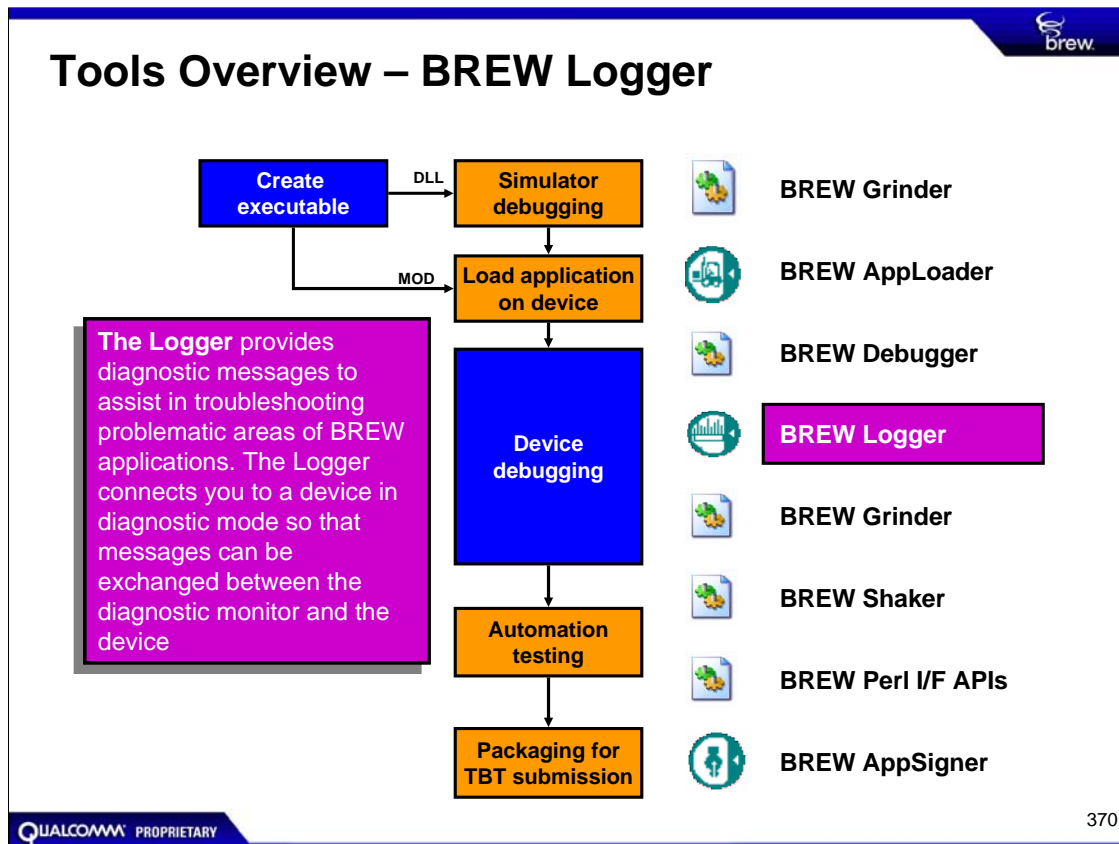 brew
Tools Overview – BREW Logger
Create
executable
DLL
Simulator
debugging
MOD
Load application
on device
The Logger provides
diagnostic messages to
assist in troubleshooting
problematic areas of BREW
applications. The Logger
connects you to a device in
diagnostic mode so that
messages can be
exchanged between the
diagnostic monitor and the
device
Device
debugging
Automation
testing
Packaging for
TBT submission
BREW Grinder
BREW AppLoader
BREW Debugger
BREW Logger
BREW Grinder
BREW Shaker
BREW Perl I/F APIs
BREW AppSigner
QUALCOMM PROPRIETARY
370